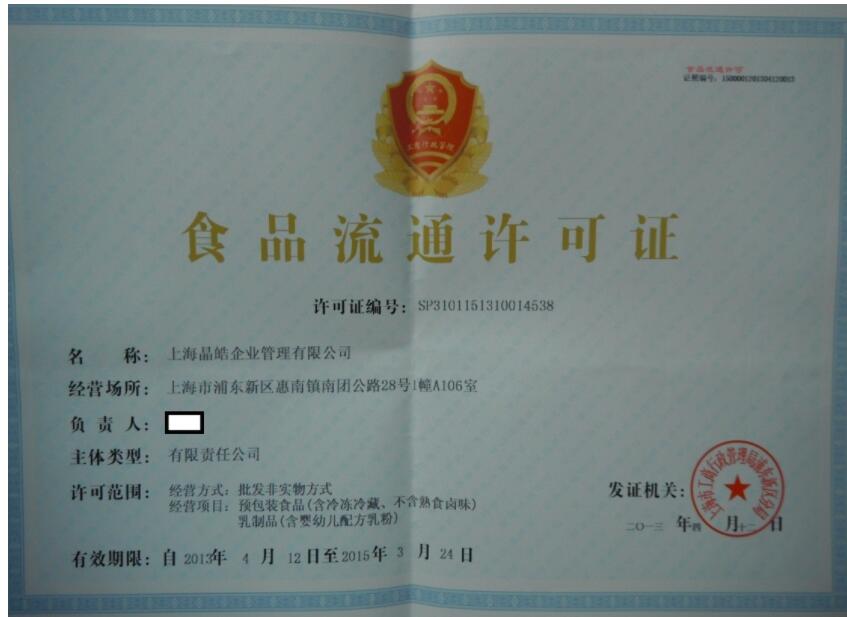 食品流通许可
证照编号：1500001201304120013
工商行政管理
食品流通许可证
许可证编号：SP3101151310014538
名称：上海晶皓企业管理有限公司
经营场所：上海市浦东新区惠南镇南团公路28号1幢A106室
负责人：
主体类型：有限责任公司
许可范围：经营方式：批发非实物方式
经营项目：预包装食品(含冷冻冷藏、不含熟食卤味)
乳制品(含婴幼儿配方乳粉)
有效期限：自2013年4月12日至2015年3月24日
发证机关：
上海市工商行政管理局浦东新区分局
二〇一三年四月十二日